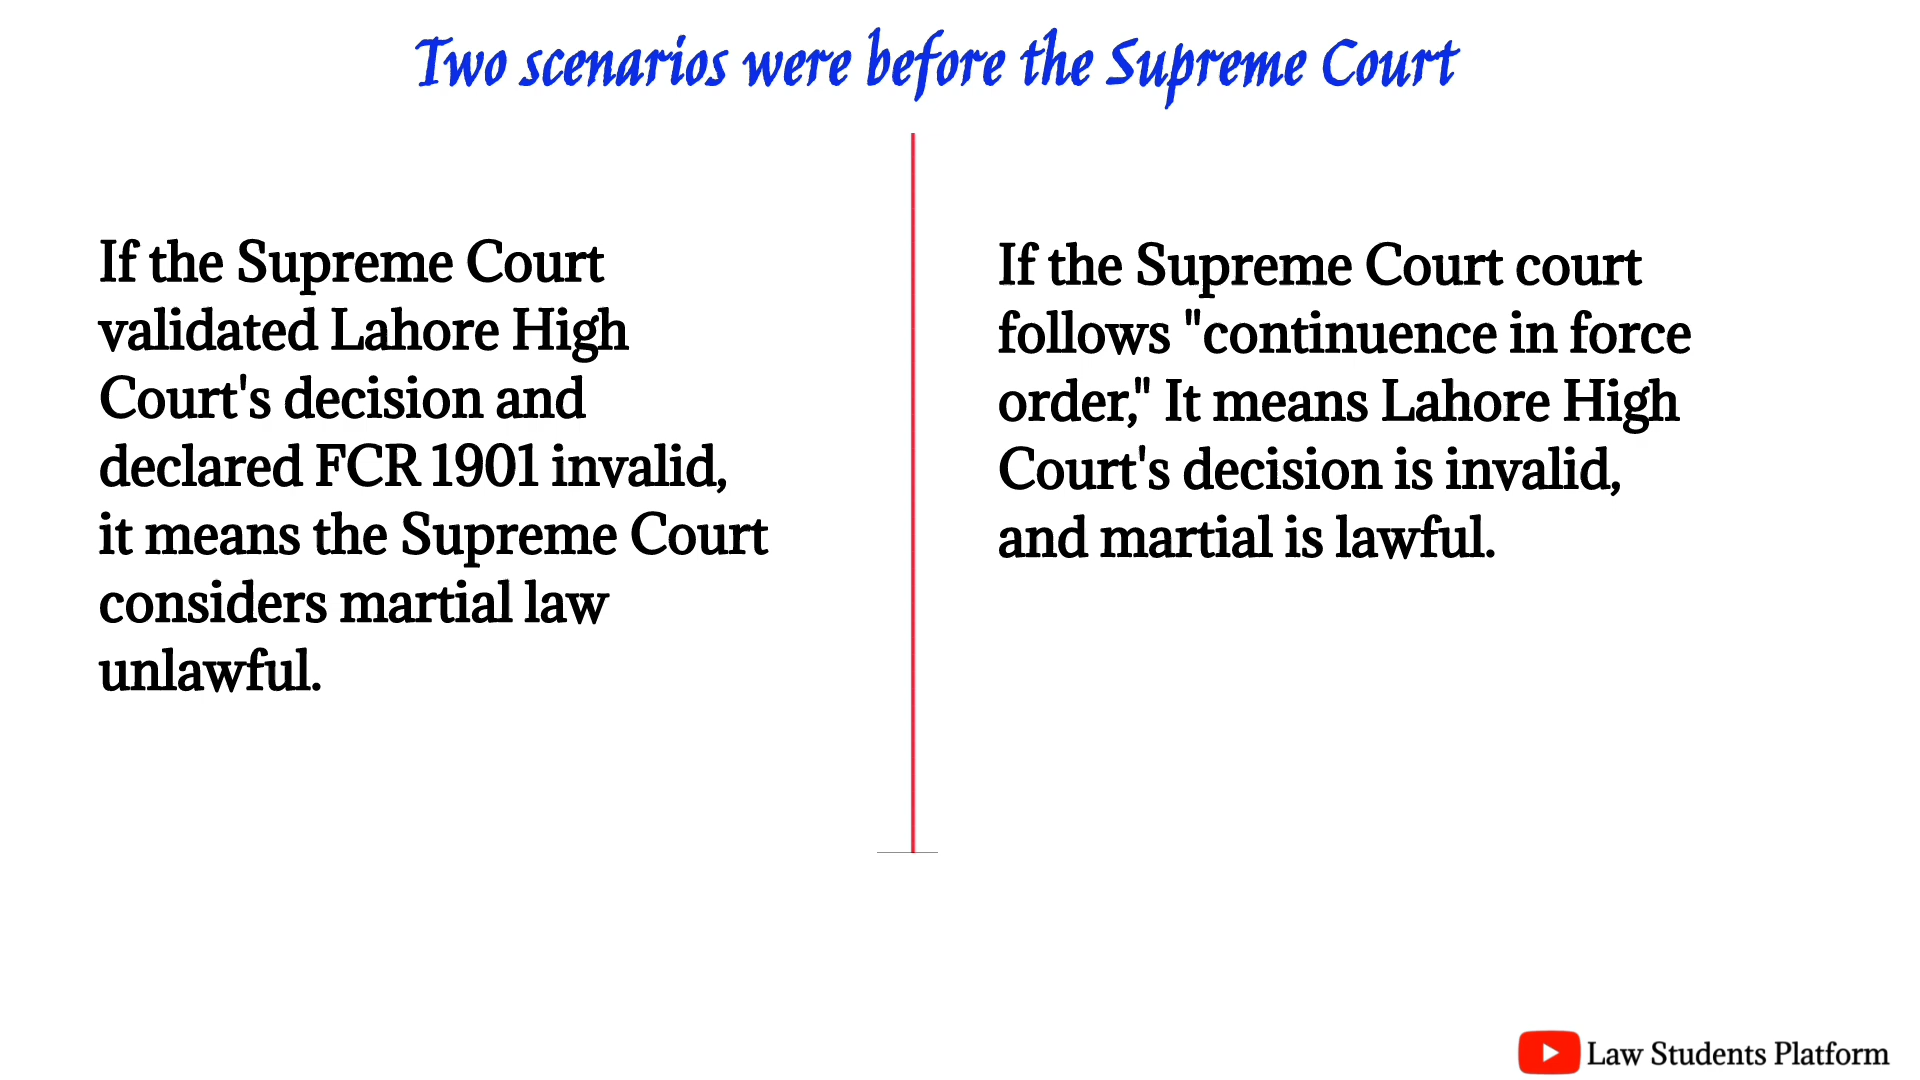 Two scenarios were before the Supreme Court
If the Supreme Court
validated Lahore High
Court's decision and
declared FCR 1901 invalid,
it means the Supreme Court
considers martial law
unlawful.
If the Supreme Court court
follows "continuence in force
order," It means Lahore High
Court's decision is invalid,
and martial is lawful.
Law Students Platform